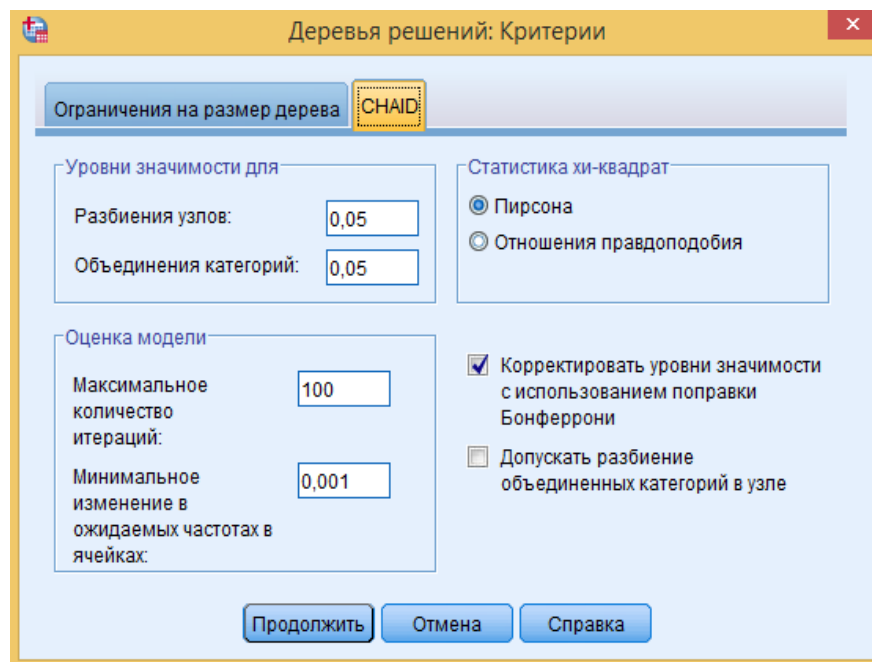 Деревья решений: Критерии
Ограничения на размер дерева
CHAID
Уровни значимости для
Разбиения узлов:
0,05
Объединения категорий:
0,05
Статистика хи-квадрат
Пирсона
Отношения правдоподобия
Оценка модели
Максимальное
количество
итераций:
100
Минимальное
изменение в
ожидаемых частотах в
ячейках:
0,001
Корректировать уровни значимости
с использованием поправки
Бонферрони
Допускать разбиение
объединенных категорий в узле
Продолжить
Отмена
Справка